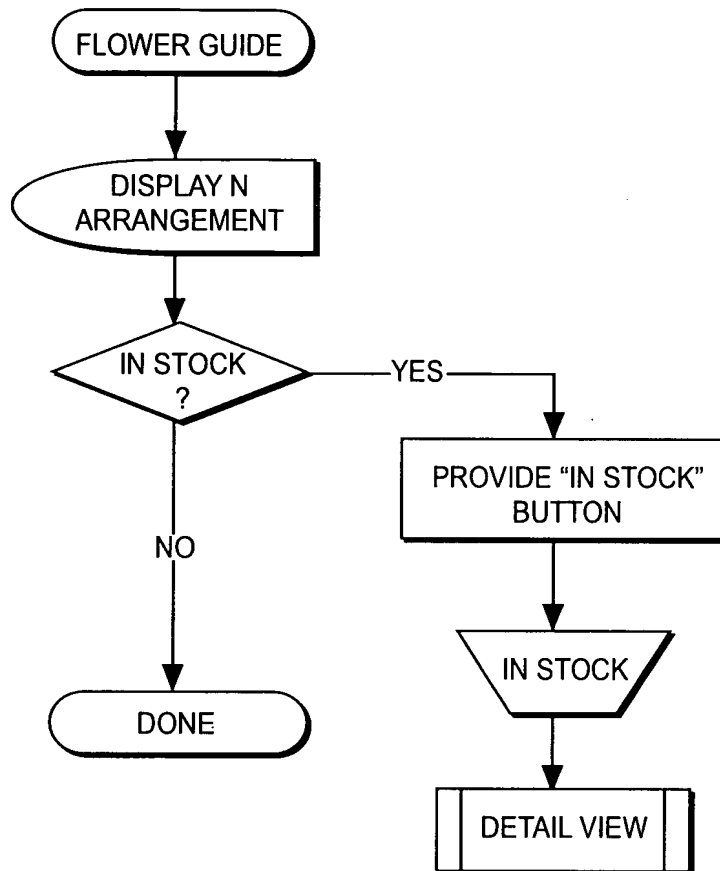 FLOWER GUIDE
DISPLAY N
ARRANGEMENT
IN STOCK
?
YES
PROVIDE “IN STOCK”
BUTTON
NO
IN STOCK
DONE
DETAIL VIEW